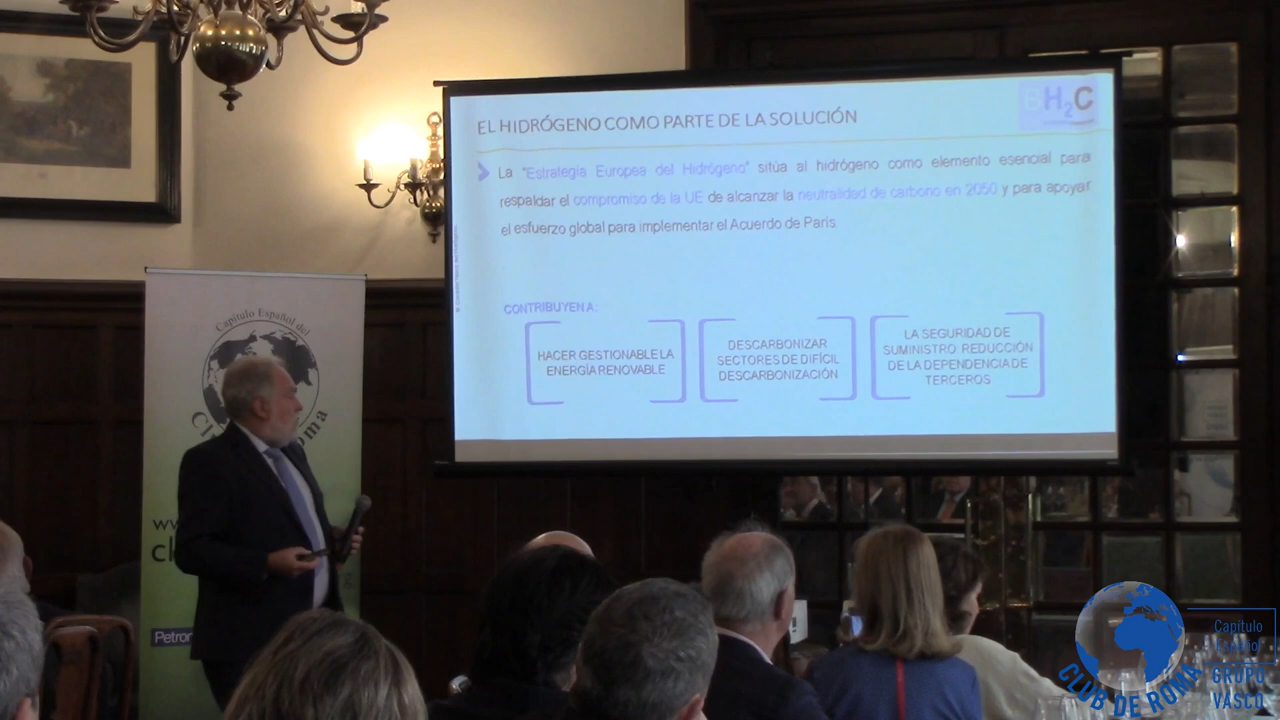 EL HIDRÓGENO COMO PARTE DE LA SOLUCIÓN
BH2C
La "Estrategia Europea del Hidrógeno" sitúa al hidrógeno como elemento esencial para
respaldar el compromiso de la UE de alcanzar la neutralidad de carbono en 2050 y para apoyar
el esfuerzo global para implementar el Acuerdo de París.
CONTRIBUYEN A:
HACER GESTIONABLE LA
ENERGÍA RENOVABLE
DESCARBONIZAR
SECTORES DE DIFÍCIL
DESCARBONIZACIÓN
LA SEGURIDAD DE
SUMINISTRO REDUCCIÓN
DE LA DEPENDENCIA DE
TERCEROS
Capítulo Español del
Petron
Capítulo
Español
GRUPO
VASCO
CLUB DE ROMA